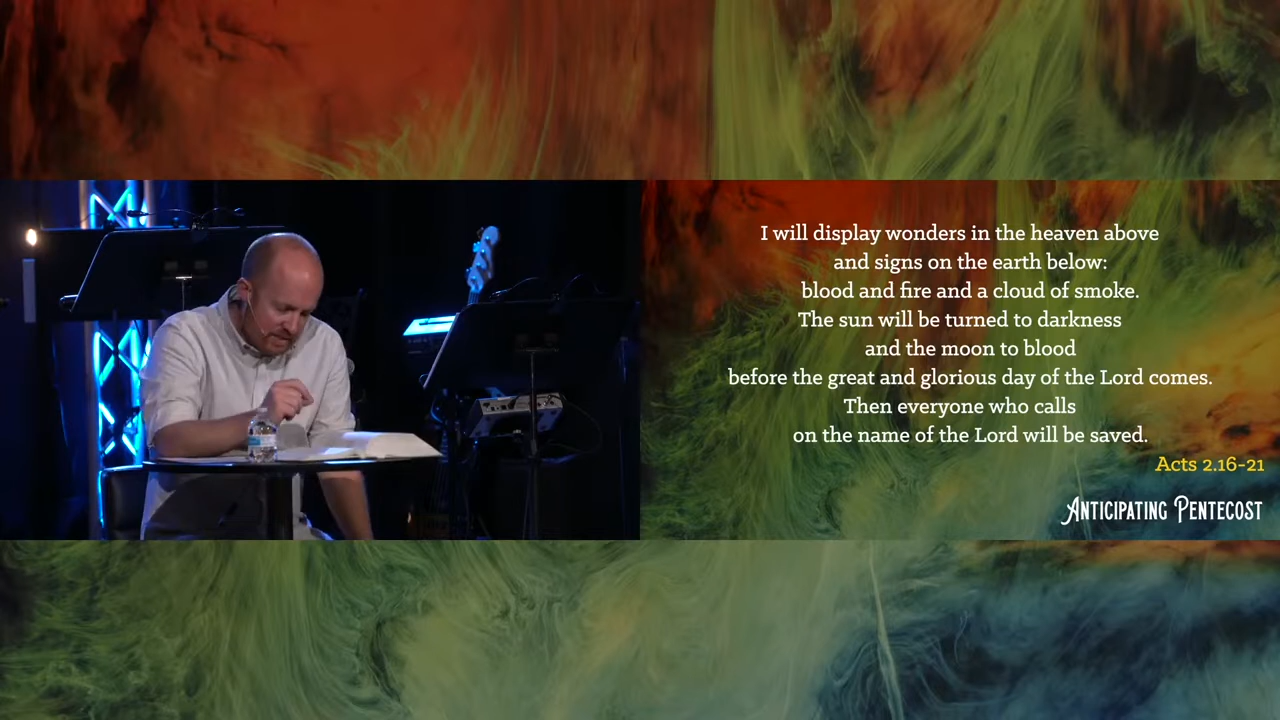 I will display wonders in the heaven above
and signs on the earth below:
blood and fire and a cloud of smoke.
The sun will be turned to darkness
and the moon to blood
before the great and glorious day of the Lord comes.
Then everyone who calls
on the name of the Lord will be saved.
Acts 2.16-21
Anticipating Pentecost